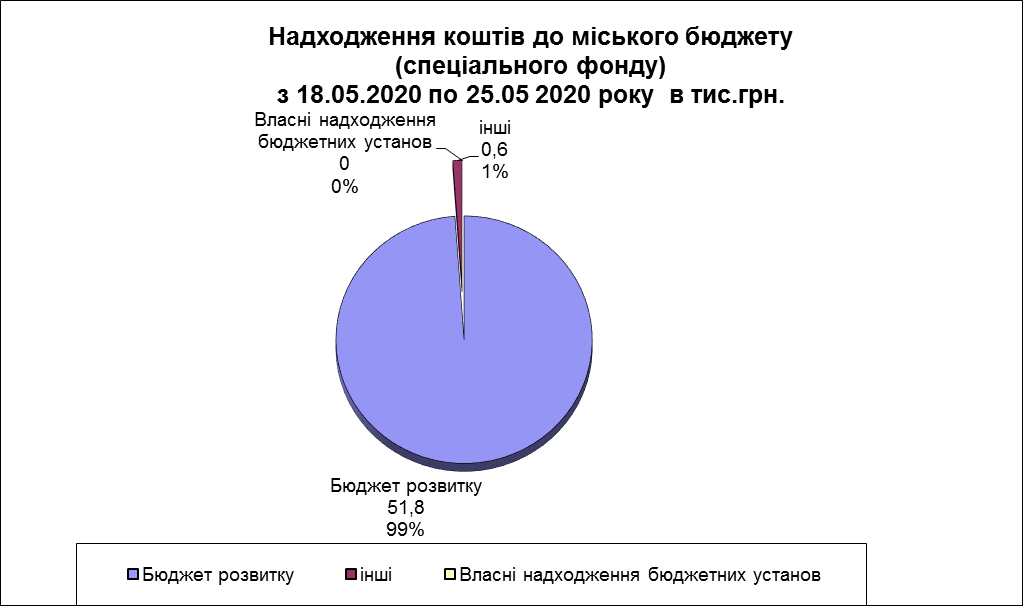 Надходження коштів до міського бюджету
(спеціального фонду)
з 18.05.2020 по 25.05 2020 року  в тис.грн.
Власні надходження
бюджетних установ
0
0%
інші
0,6
1%
Бюджет розвитку
51,8
99%
Бюджет розвитку
інші
Власні надходження бюджетних установ